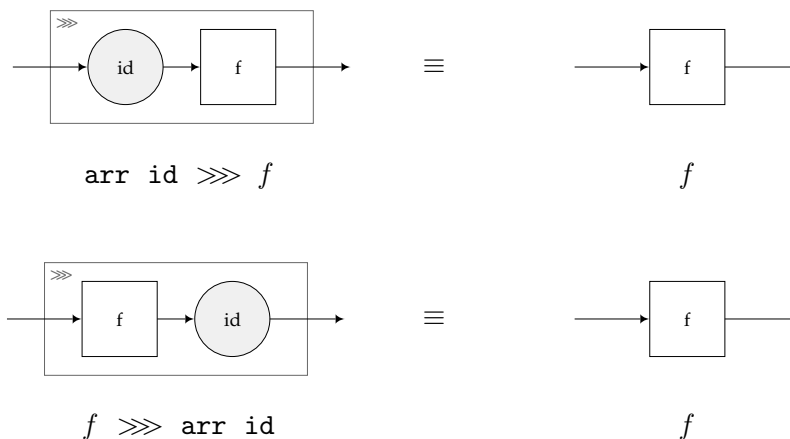 ⋙
id f ≡ f
arr id ⋙ f f
⋙
f id ≡ f
f ⋙ arr id f